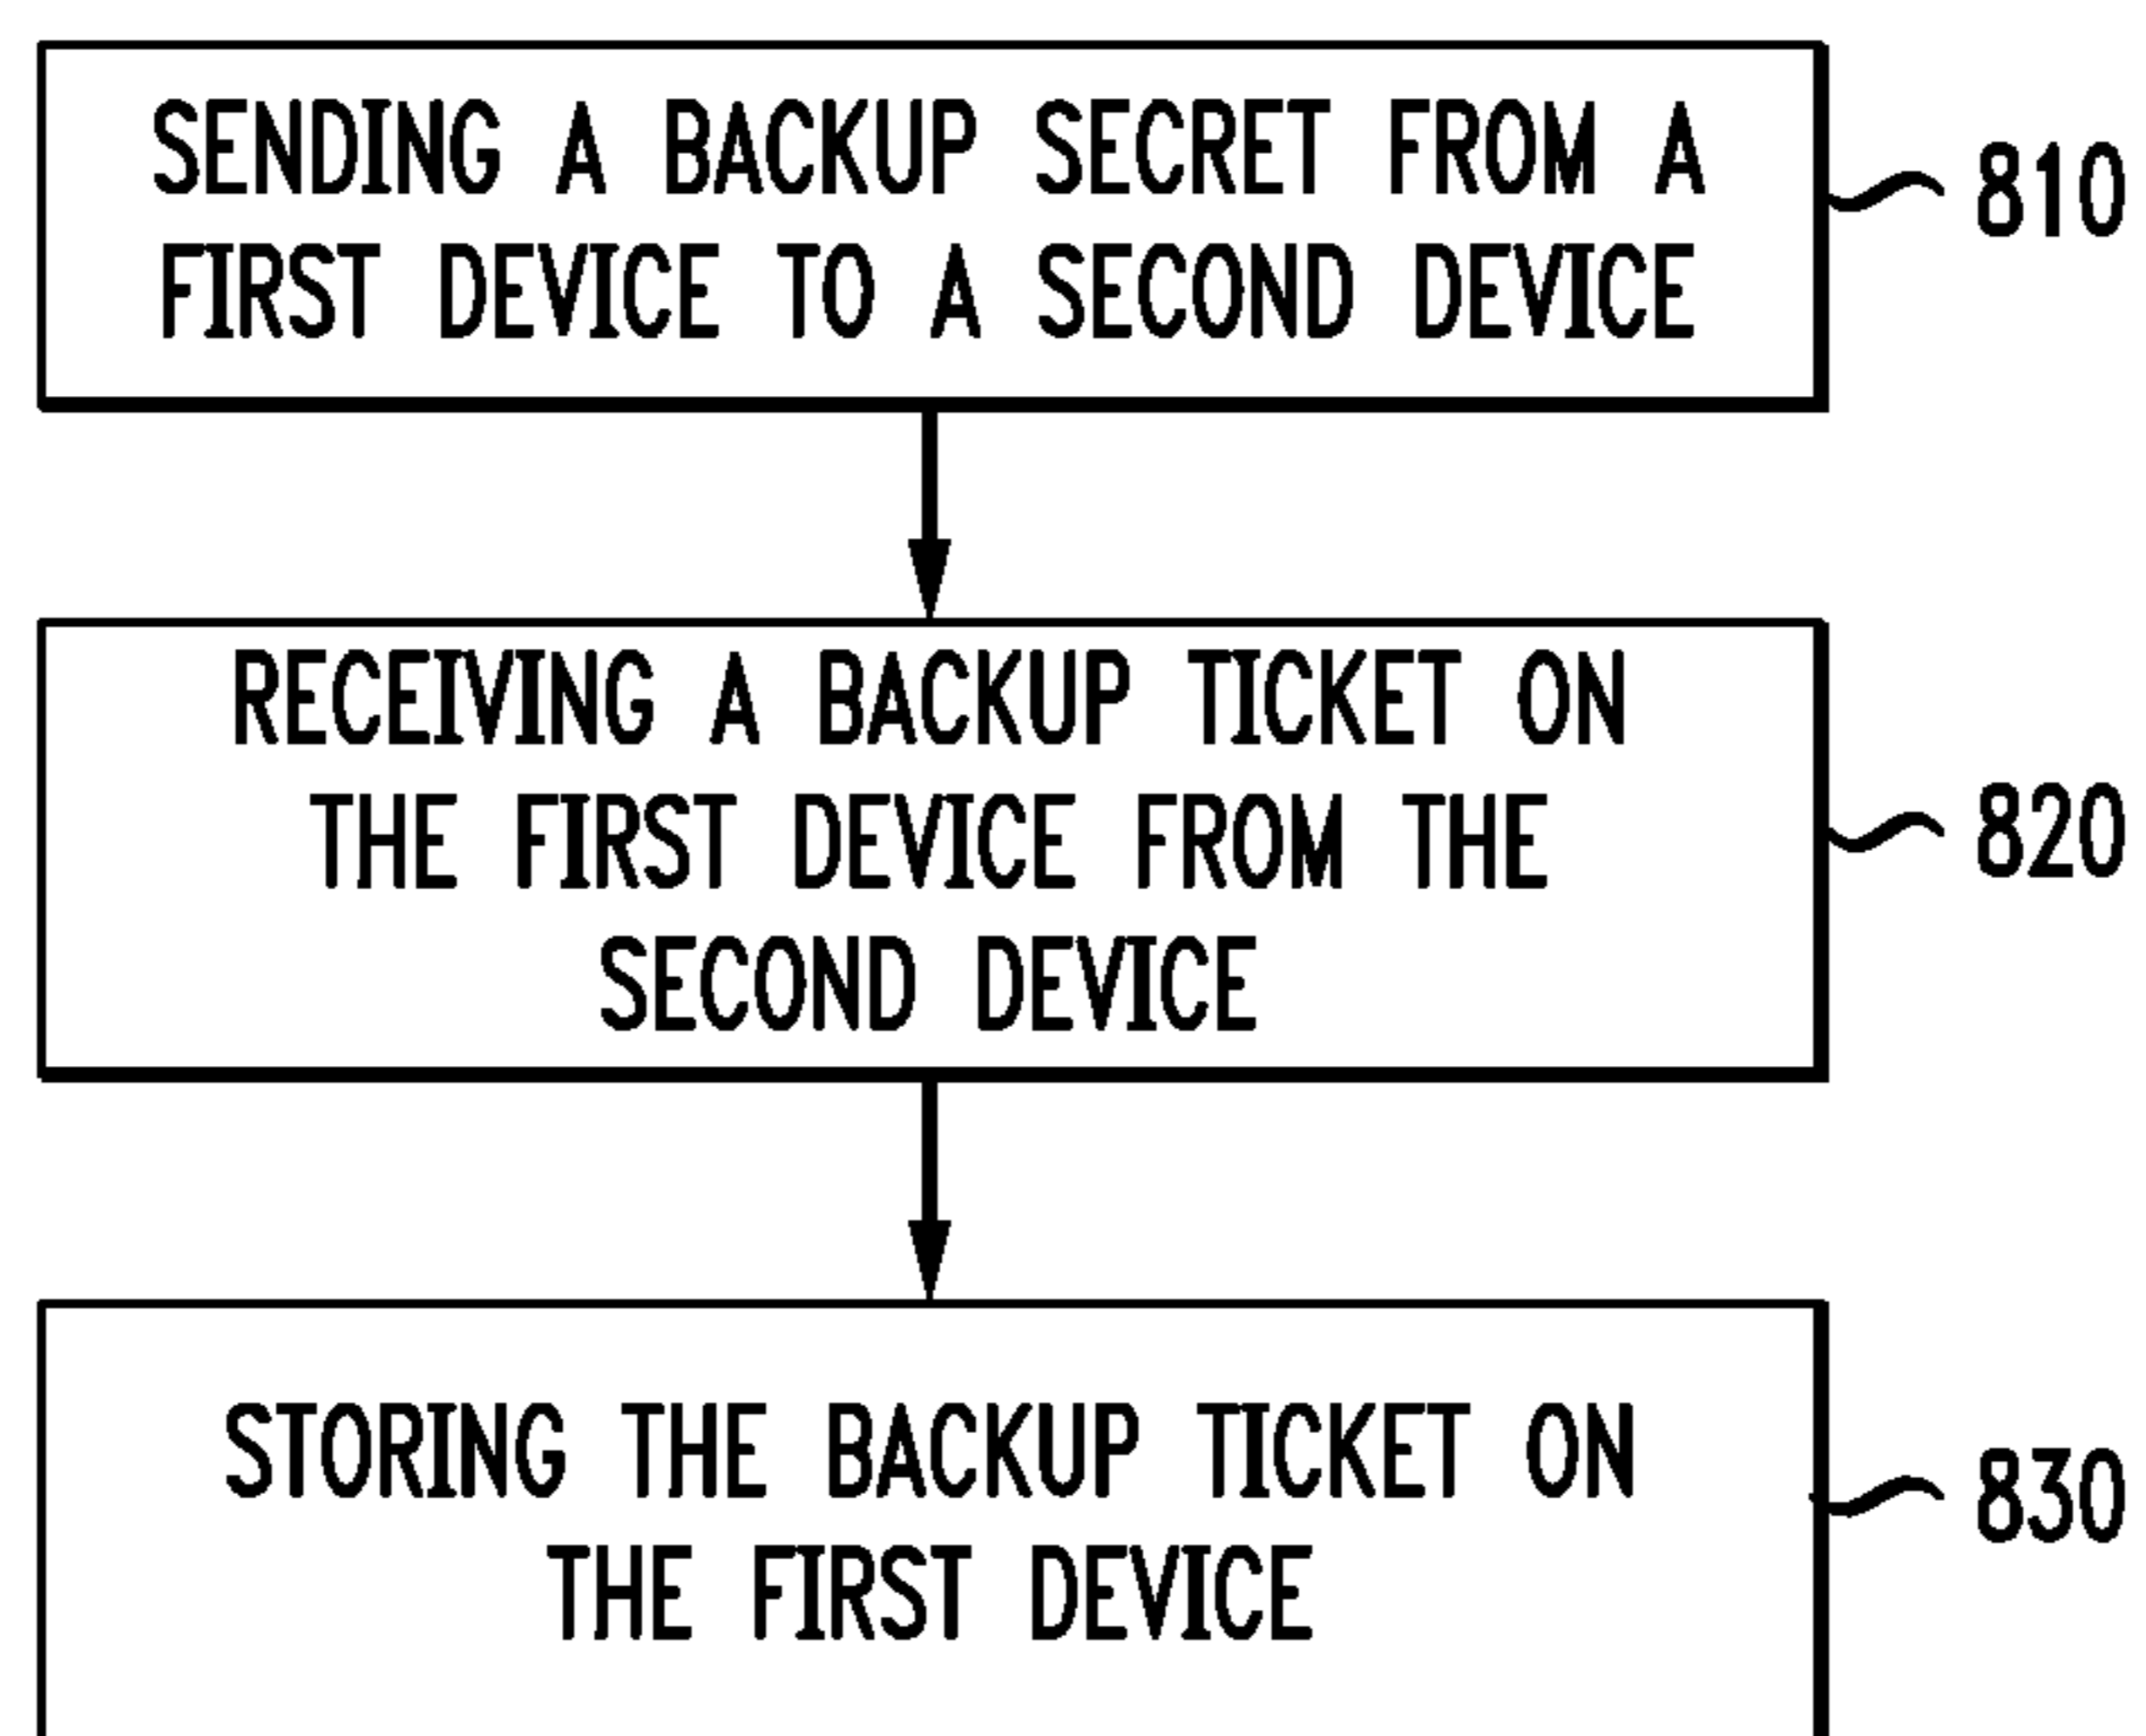 SENDING A BACKUP SECRET FROM A
FIRST DEVICE TO A SECOND DEVICE
810
RECEIVING A BACKUP TICKET ON
THE FIRST DEVICE FROM THE
SECOND DEVICE
820
STORING THE BACKUP TICKET ON
THE FIRST DEVICE
830